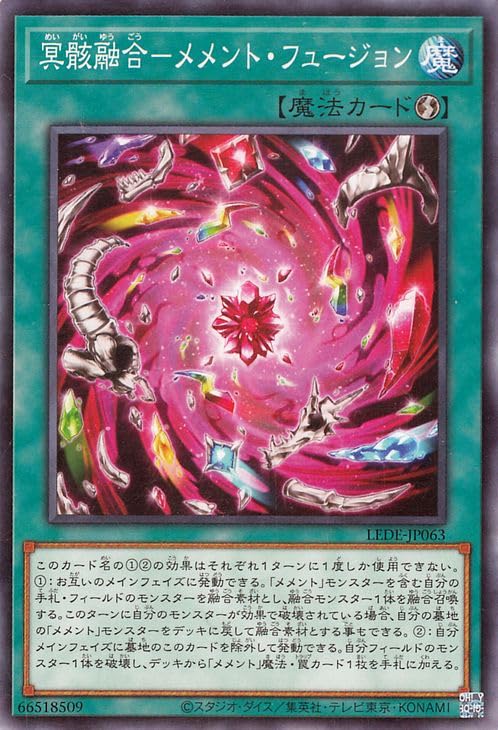 冥骸融合－メメント・フュージョン
魔
【魔法カード】
LEDE-JP063
このカード名の①②の効果はそれぞれ1ターンに1度しか使用できない。
①：お互いのメインフェイズに発動できる。「メメント」モンスターを含む自分の
手札・フィールドのモンスターを融合素材とし、融合モンスター1体を融合召喚
する。このターンに自分のモンスターが効果で破壊されている場合、自分の墓地
の「メメント」モンスターをデッキに戻して融合素材とする事もできる。②：自分
メインフェイズに墓地のこのカードを除外して発動できる。自分フィールドのモン
スター1体を破壊し、デッキから「メメント」魔法・罠カード1枚を手札に加える。
66518509
©スタジオ・ダイス／集英社・テレビ東京・KONAMI